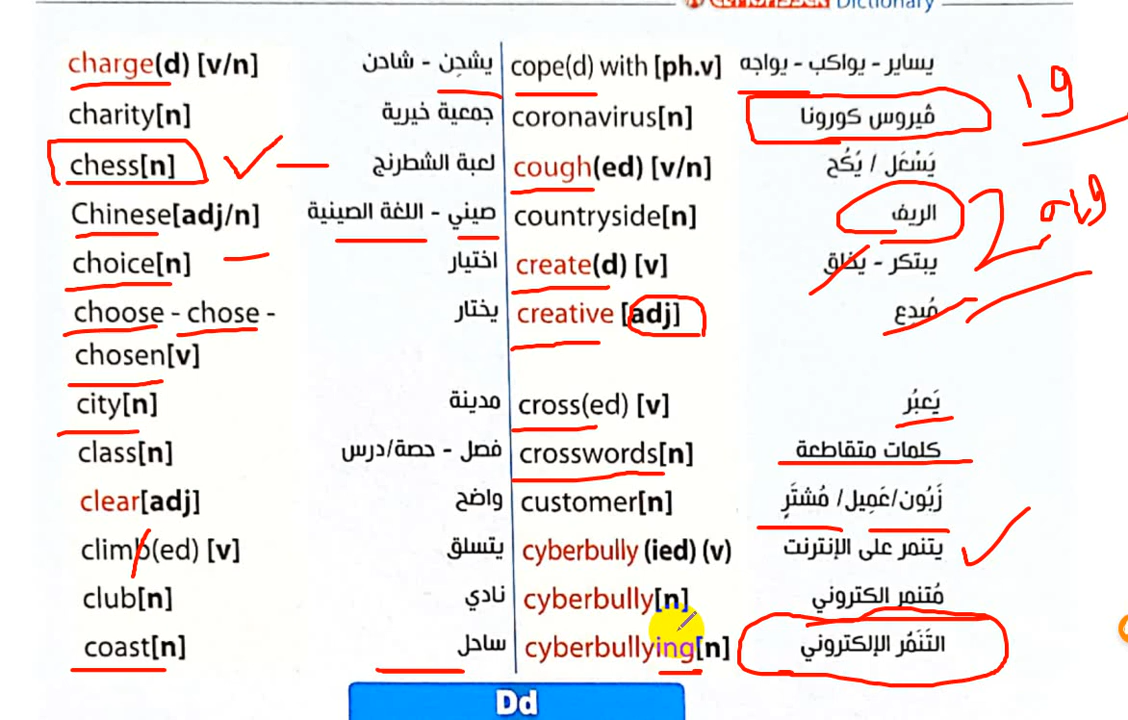 Dictionary
charge(d) [v/n] يشحن - شاحن
charity[n] جمعية خيرية
chess[n] لعبة الشطرنج
Chinese[adj/n] صيني - اللغة الصينية
choice[n] اختيار
choose - chose - يختار
chosen[v]
city[n] مدينة
class[n] فصل - حصة/درس
clear[adj] واضح
climb(ed) [v] يتسلق
club[n] نادي
coast[n] ساحل
cope(d) with [ph.v] يساير - يواكب - يواجه
coronavirus[n] ڤيروس كورونا
cough(ed) [v/n] يَسْعَل / يُكُح
countryside[n] الريف
create(d) [v] يبتكر - يخلق
creative [adj] مُبدع
cross(ed) [v] يَعبُر
crosswords[n] كلمات متقاطعة
customer[n] زَبُون/عَمِيل/ مُشتَرٍ
cyberbully (ied) (v) يتنمر على الإنترنت
cyberbully[n] مُتنمر الكتروني
cyberbullying[n] التَنَمُر الإلكتروني
19
Dd